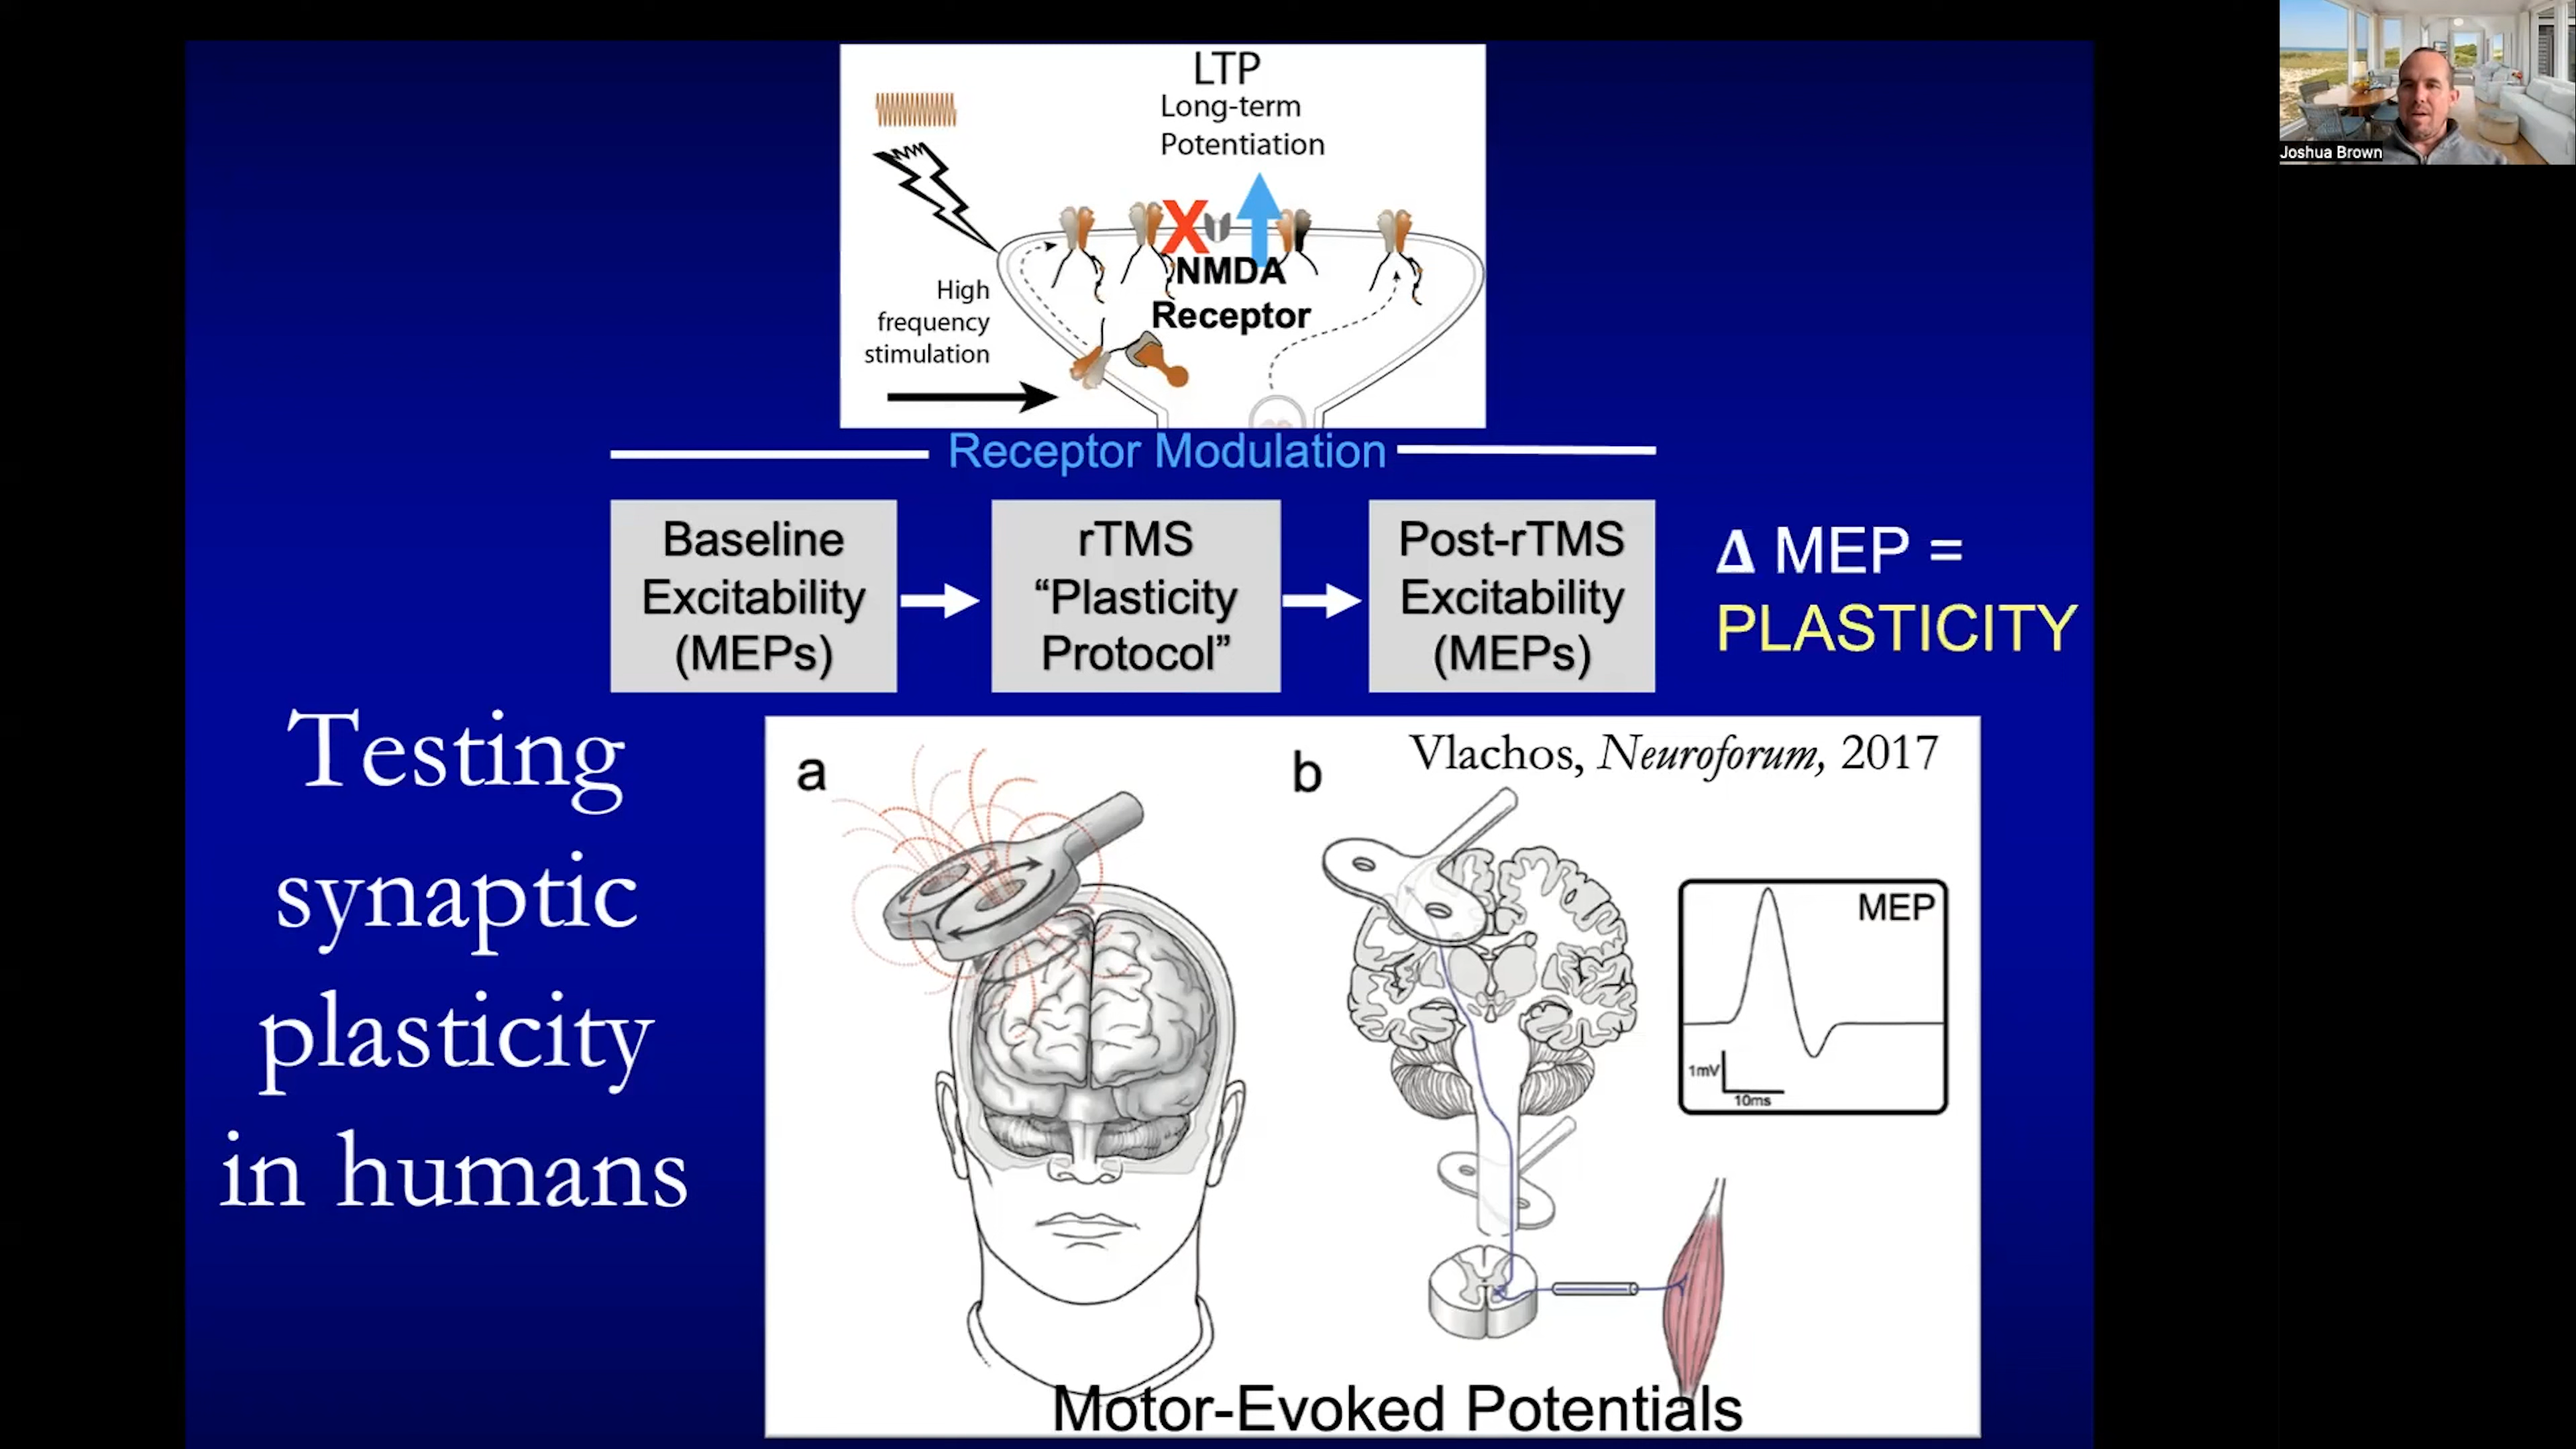 LTP
Long-term
Potentiation
X
NMDA
Receptor
High
frequency
stimulation
Receptor Modulation
Baseline
Excitability
(MEPs)
rTMS
“Plasticity
Protocol”
Post-rTMS
Excitability
(MEPs)
Δ MEP =
PLASTICITY
Testing
synaptic
plasticity
in humans
a
b
Vlachos, Neuroforum, 2017
MEP
1mV
10ms
Motor-Evoked Potentials
Joshua Brown